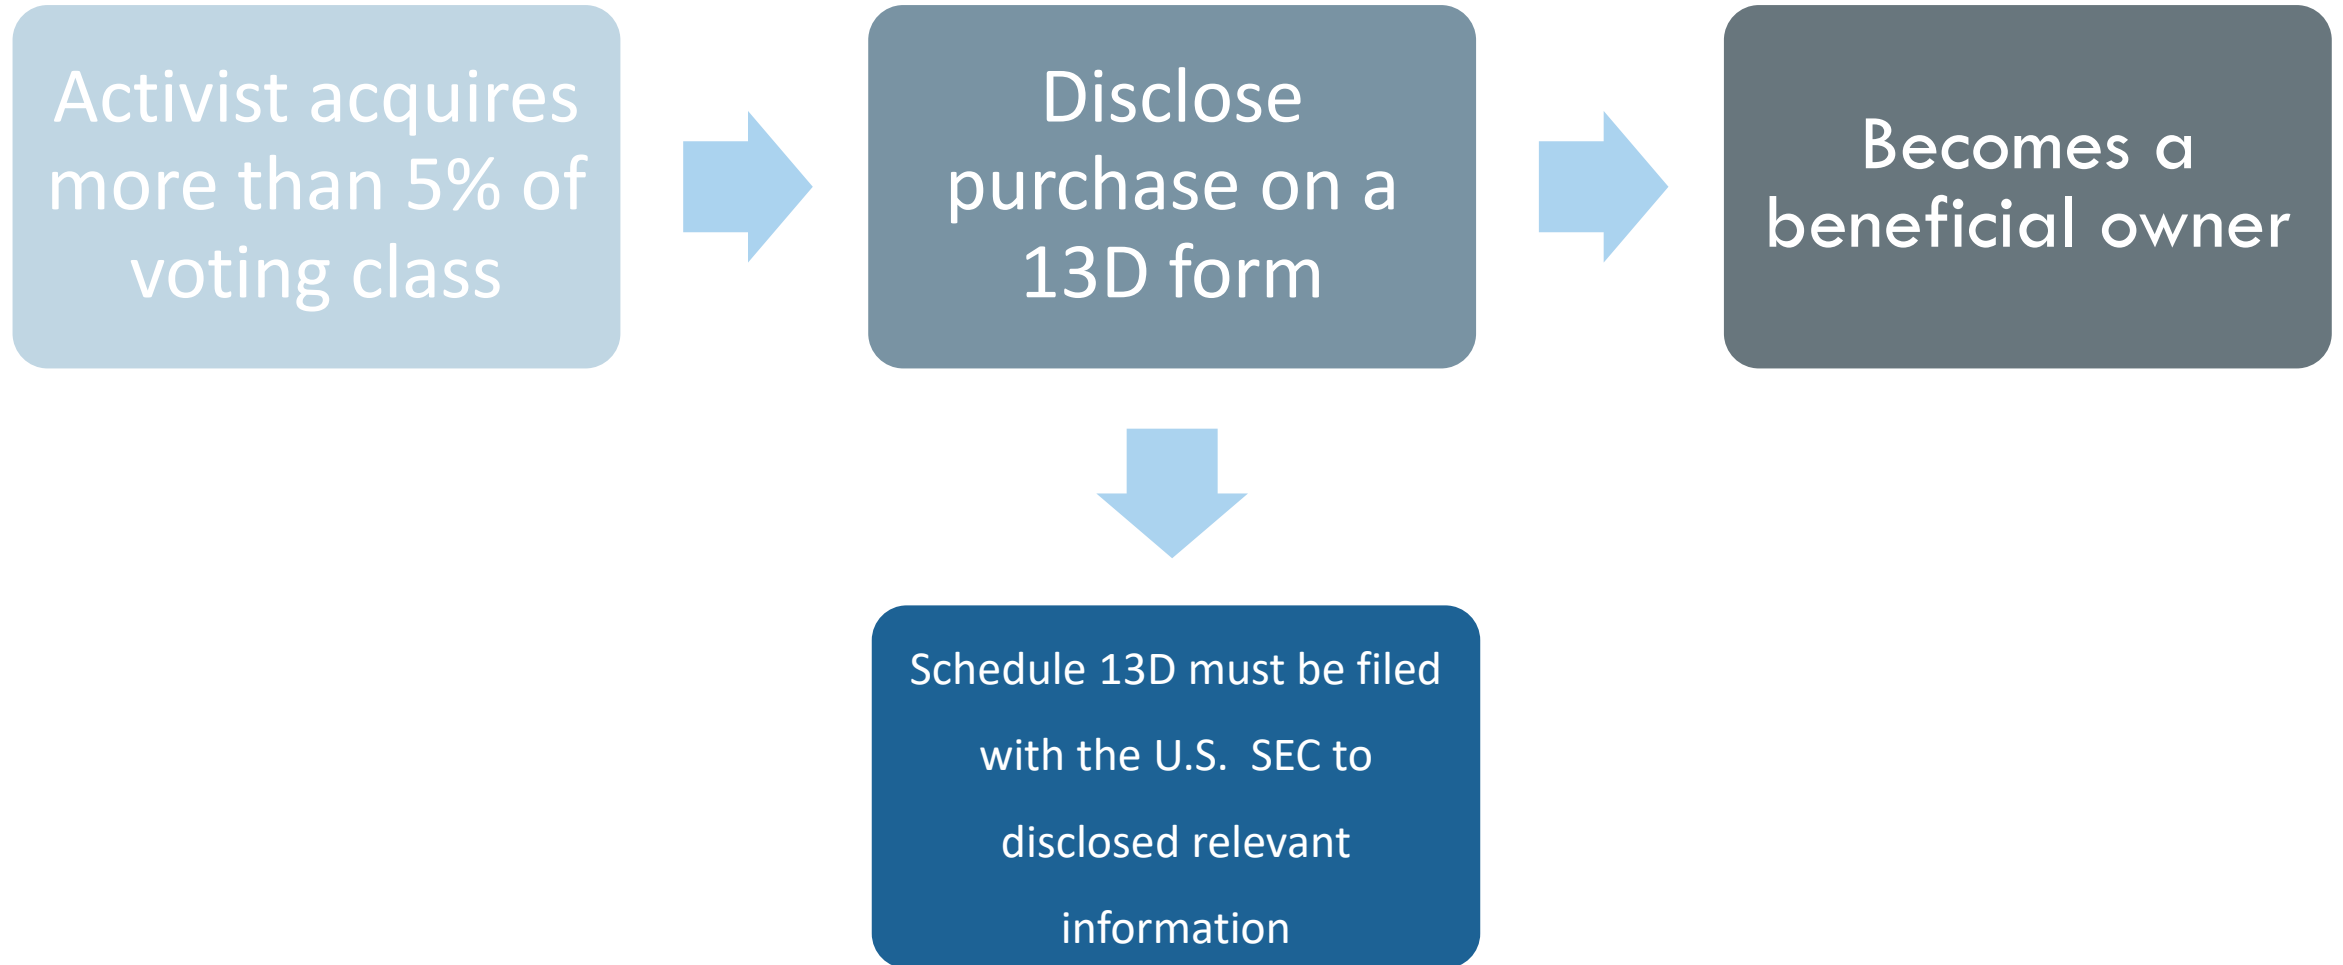 Activist acquires
more than 5% of
voting class
Disclose
purchase on a
13D form
Becomes a
beneficial owner
Schedule 13D must be filed
with the U.S.  SEC to
disclosed relevant
information